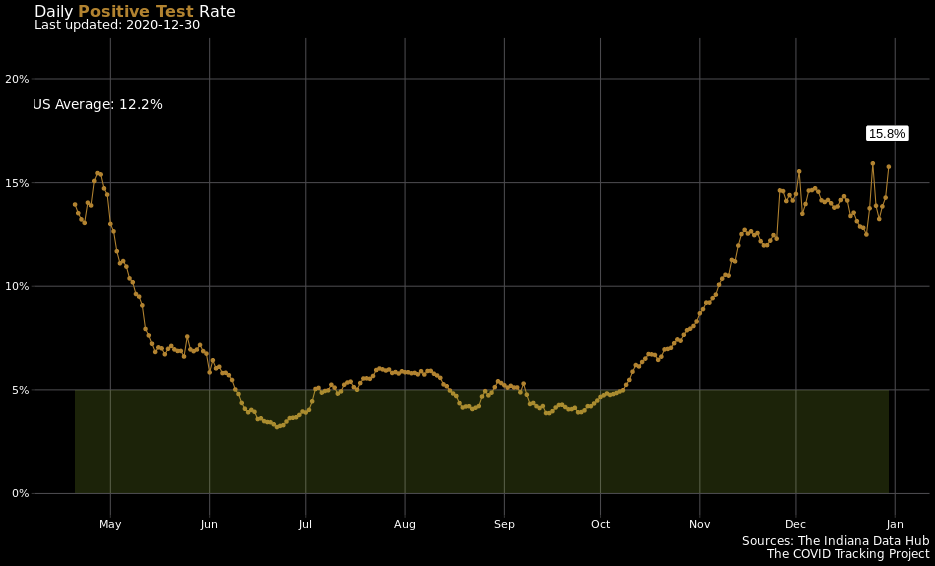 Daily Positive Test Rate
Last updated: 2020-12-30
20%
US Average: 12.2%
15.8%
15%
10%
5%
0%
May Jun Jul Aug Sep Oct Nov Dec Jan
Sources: The Indiana Data Hub
The COVID Tracking Project